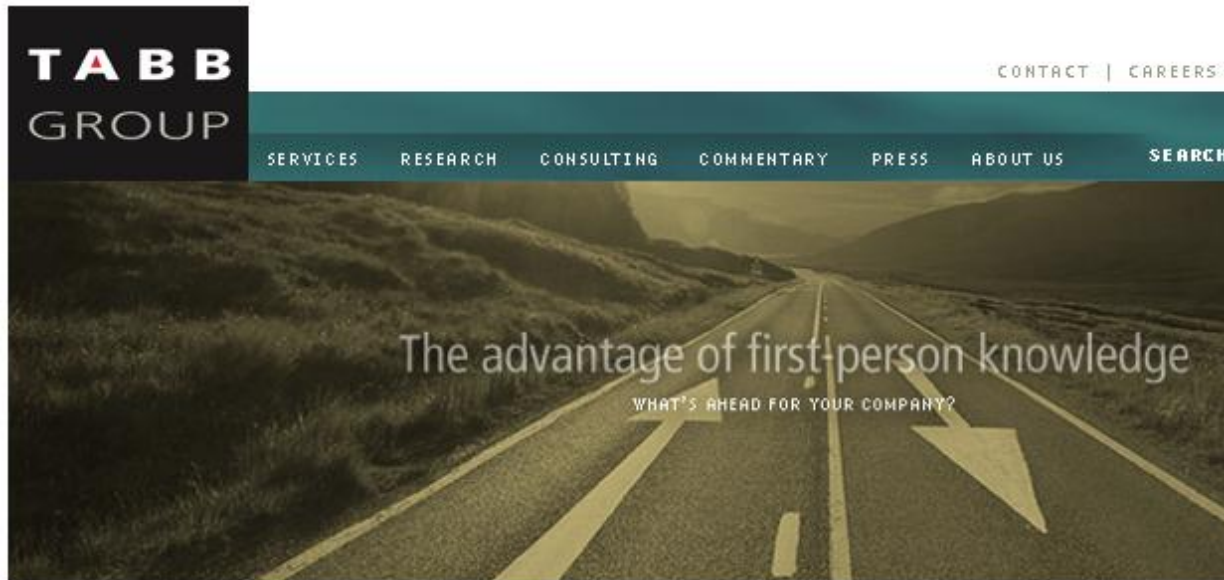 TABB
GROUP
CONTACT | CAREERS
SERVICES RESEARCH CONSULTING COMMENTARY PRESS ABOUT US SEARCH
The advantage of first-person knowledge
WHAT'S AHEAD FOR YOUR COMPANY?